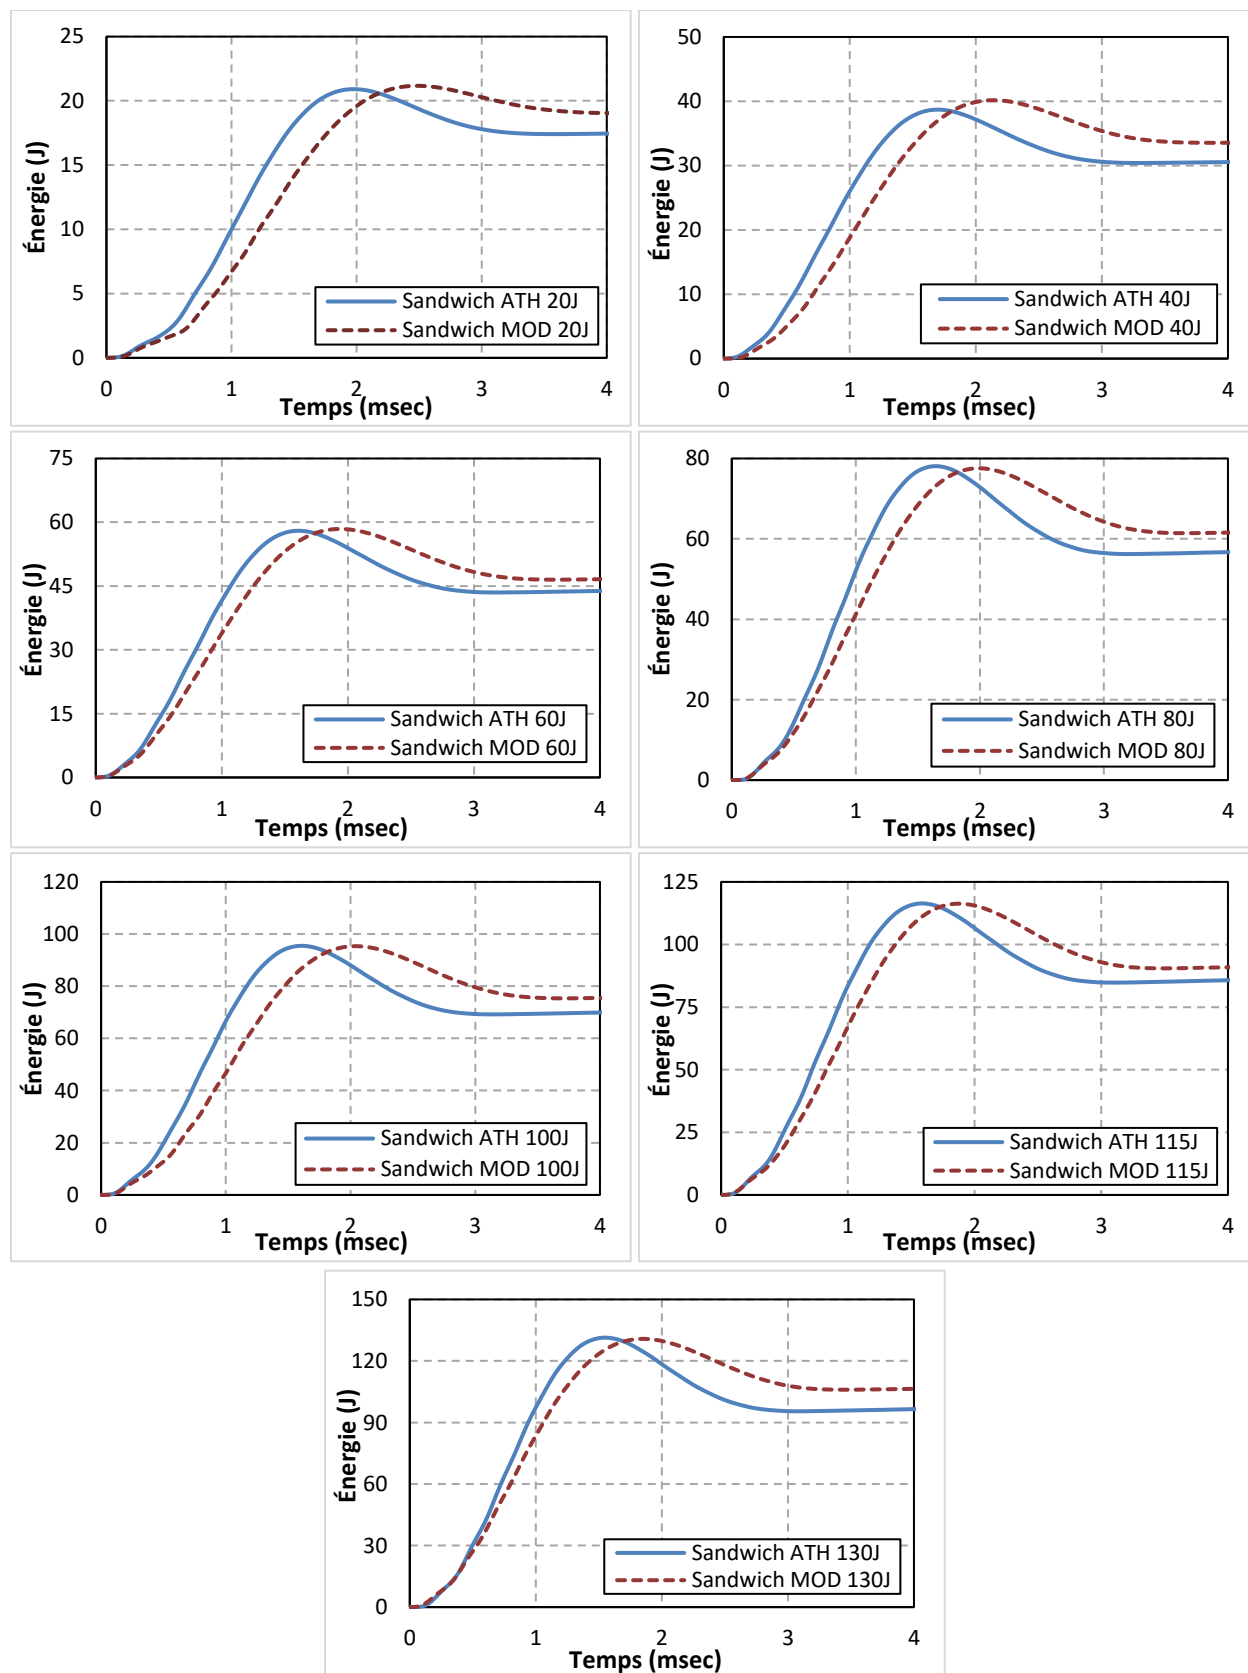 25
20
15
10
5
0
Énergie (J)
Sandwich ATH 20J
Sandwich MOD 20J
0 1 2 3 4
Temps (msec)
50
40
30
20
10
0
Énergie (J)
Sandwich ATH 40J
Sandwich MOD 40J
0 1 2 3 4
Temps (msec)
75
60
45
30
15
0
Énergie (J)
Sandwich ATH 60J
Sandwich MOD 60J
0 1 2 3 4
Temps (msec)
80
60
40
20
0
Énergie (J)
Sandwich ATH 80J
Sandwich MOD 80J
0 1 2 3 4
Temps (msec)
120
100
80
60
40
20
0
Énergie (J)
Sandwich ATH 100J
Sandwich MOD 100J
0 1 2 3 4
Temps (msec)
125
100
75
50
25
0
Énergie (J)
Sandwich ATH 115J
Sandwich MOD 115J
0 1 2 3 4
Temps (msec)
150
120
90
60
30
0
Énergie (J)
Sandwich ATH 130J
Sandwich MOD 130J
0 1 2 3 4
Temps (msec)